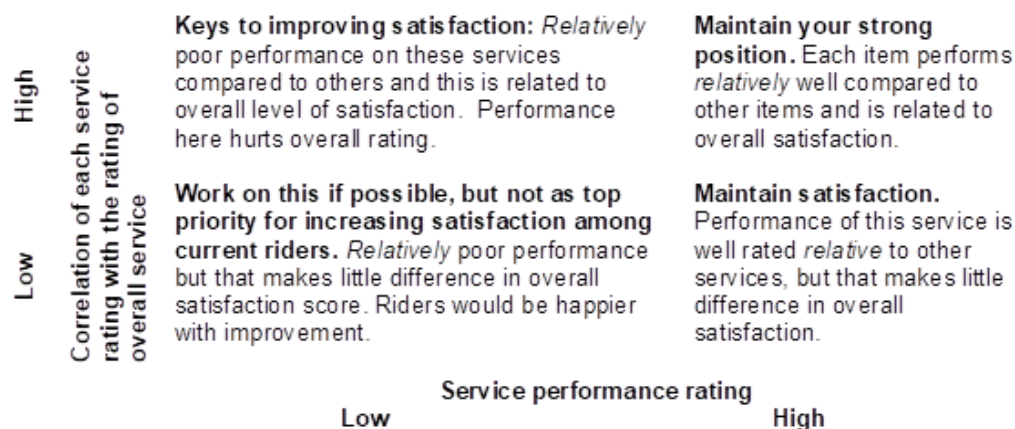 Keys to improving satisfaction: Relatively
poor performance on these services
compared to others and this is related to
overall level of satisfaction. Performance
here hurts overall rating.
Maintain your strong
position. Each item performs
relatively well compared to
other items and is related to
overall satisfaction.
High
Low
Correlation of each service
rating with the rating of
overall service
Work on this if possible, but not as top
priority for increasing satisfaction among
current riders. Relatively poor performance
but that makes little difference in overall
satisfaction score. Riders would be happier
with improvement.
Maintain satisfaction.
Performance of this service is
well rated relative to other
services, but that makes little
difference in overall
satisfaction.
Service performance rating
Low High